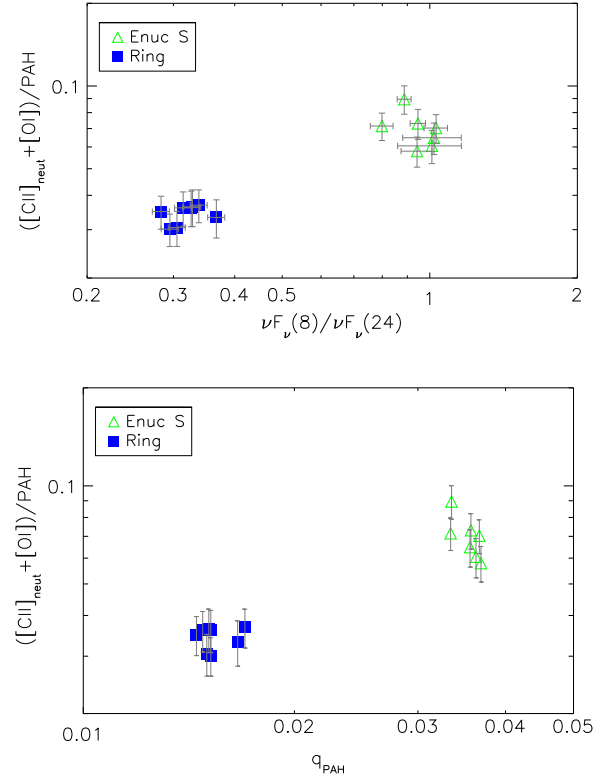 Enuc S
Ring
0.1
([CII]neut+[OI])/PAH
0.2 0.3 0.4 0.5 1 2
νFν(8)/νFν(24)
Enuc S
Ring
0.1
([CII]neut+[OI])/PAH
0.01 0.02 0.03 0.04 0.05
qPAH